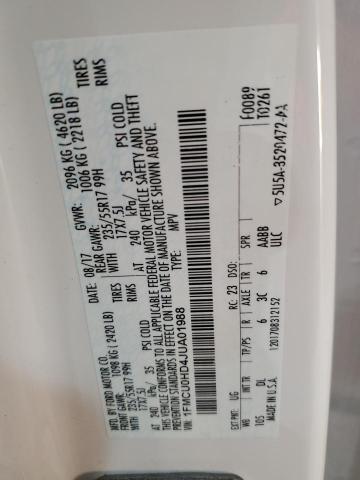 MFD. BY FORD MOTOR CO.
DATE: 08/17 GVWR: 2096 KG ( 4620 LB)
FRONT GAWR: 1098 KG ( 2420 LB) REAR GAWR: 1006 KG ( 2218 LB)
235/55R17 99H TIRES 235/55R17 99H TIRES
WITH 17X7.5J RIMS WITH 17X7.5J RIMS
AT 240 kPa/ 35 PSI COLD AT 240 kPa/ 35 PSI COLD
THIS VEHICLE CONFORMS TO ALL APPLICABLE FEDERAL MOTOR VEHICLE SAFETY AND THEFT
PREVENTION STANDARDS IN EFFECT ON THE DATE OF MANUFACTURE SHOWN ABOVE.
VIN: 1FMCU0HD4JUA01988
TYPE: MPV
F0089
T0261
EXT PNT: UG RC: 23 DSO:
WB INT TR TP/PS R AXLE TR SPR
105 DL 6 3C 6 AABB
1201708312152 ULC
5U5A-3520472-AA
MADE IN U.S.A.